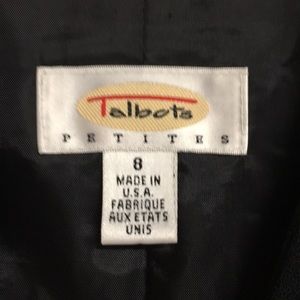 Talbots
PETITES
8
MADE IN
U.S.A.
FABRIQUE
AUX ETATS
UNIS